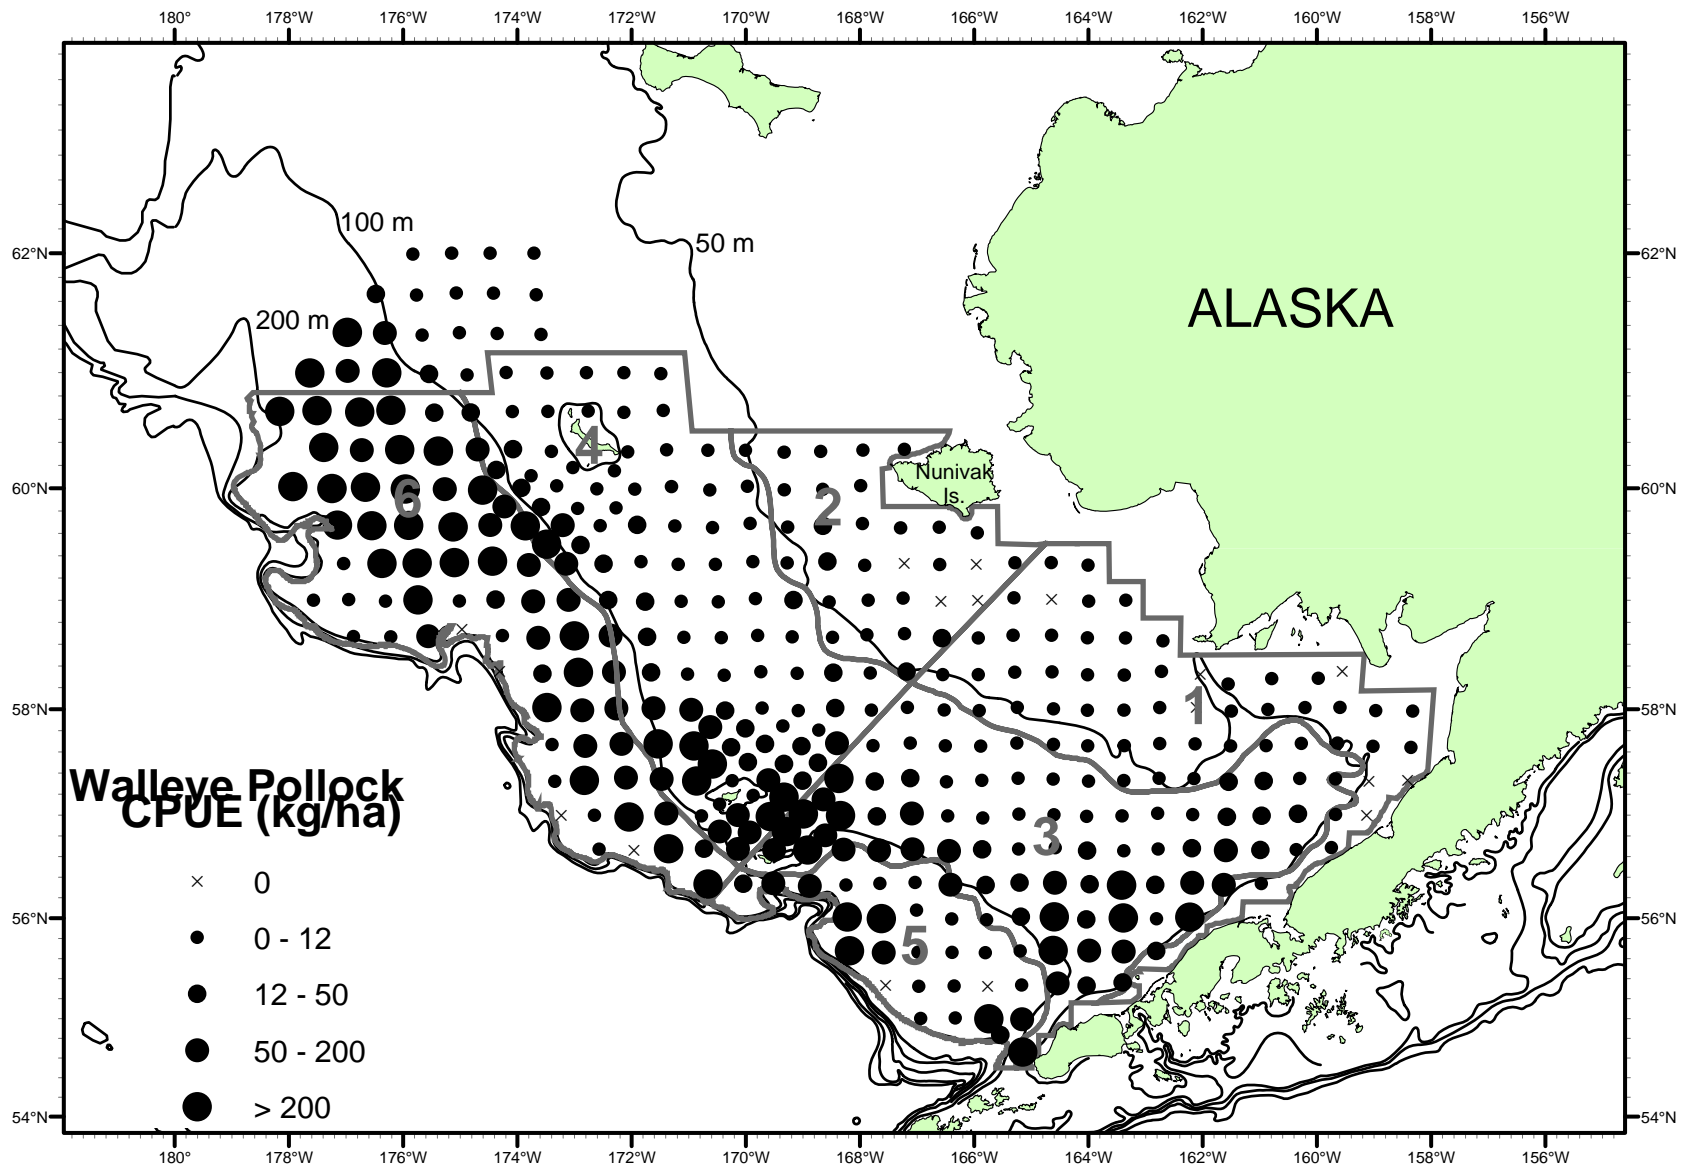 180° 178°W 176°W 174°W 172°W 170°W 168°W 166°W 164°W 162°W 160°W 158°W 156°W
100 m
50 m
62°N 62°N
200 m
ALASKA
4
Nunivak
Is.
60°N 60°N
6
2
58°N 58°N
1
Walleye Pollock
CPUE (kg/ha)
3
0
56°N 56°N
0 - 12
5
12 - 50
50 - 200
> 200
54°N 54°N
180° 178°W 176°W 174°W 172°W 170°W 168°W 166°W 164°W 162°W 160°W 158°W 156°W